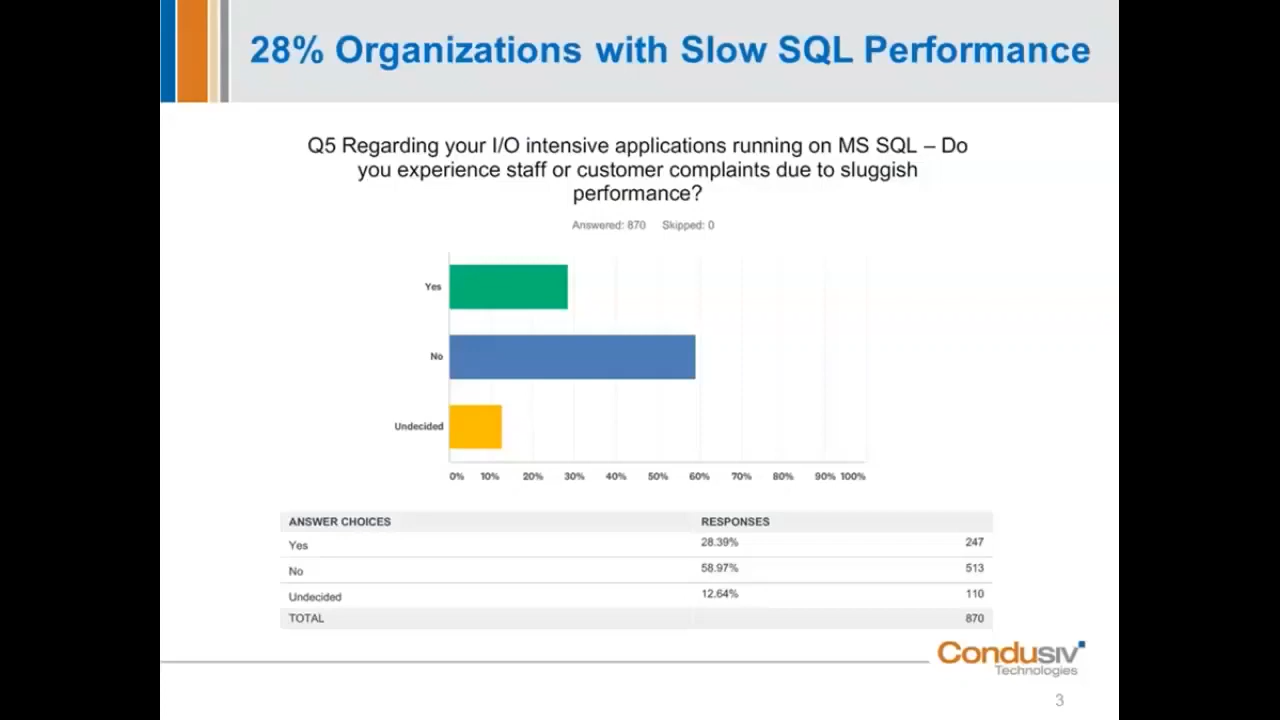 28% Organizations with Slow SQL Performance
Q5 Regarding your I/O intensive applications running on MS SQL – Do
you experience staff or customer complaints due to sluggish
performance?
Answered: 870 Skipped: 0
Yes
No
Undecided
0% 10% 20% 30% 40% 50% 60% 70% 80% 90% 100%
ANSWER CHOICES RESPONSES
Yes 28.39% 247
No 58.97% 513
Undecided 12.64% 110
TOTAL 870
Condusiv
Technologies
3